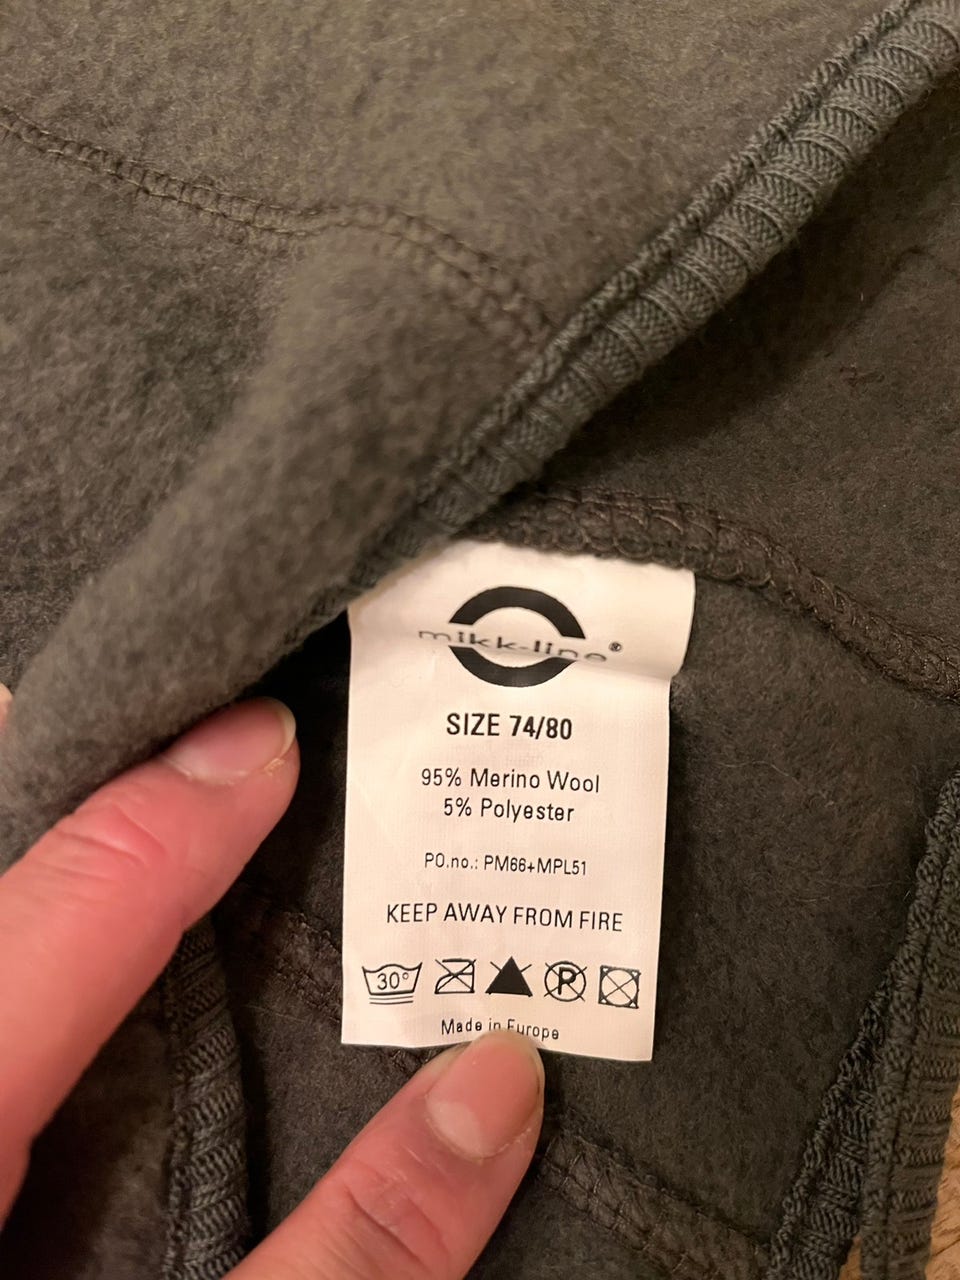 mikk-line®
SIZE 74/80
95% Merino Wool
5% Polyester
PO.no.: PM66+MPL51
KEEP AWAY FROM FIRE
30° P
Made in Europe